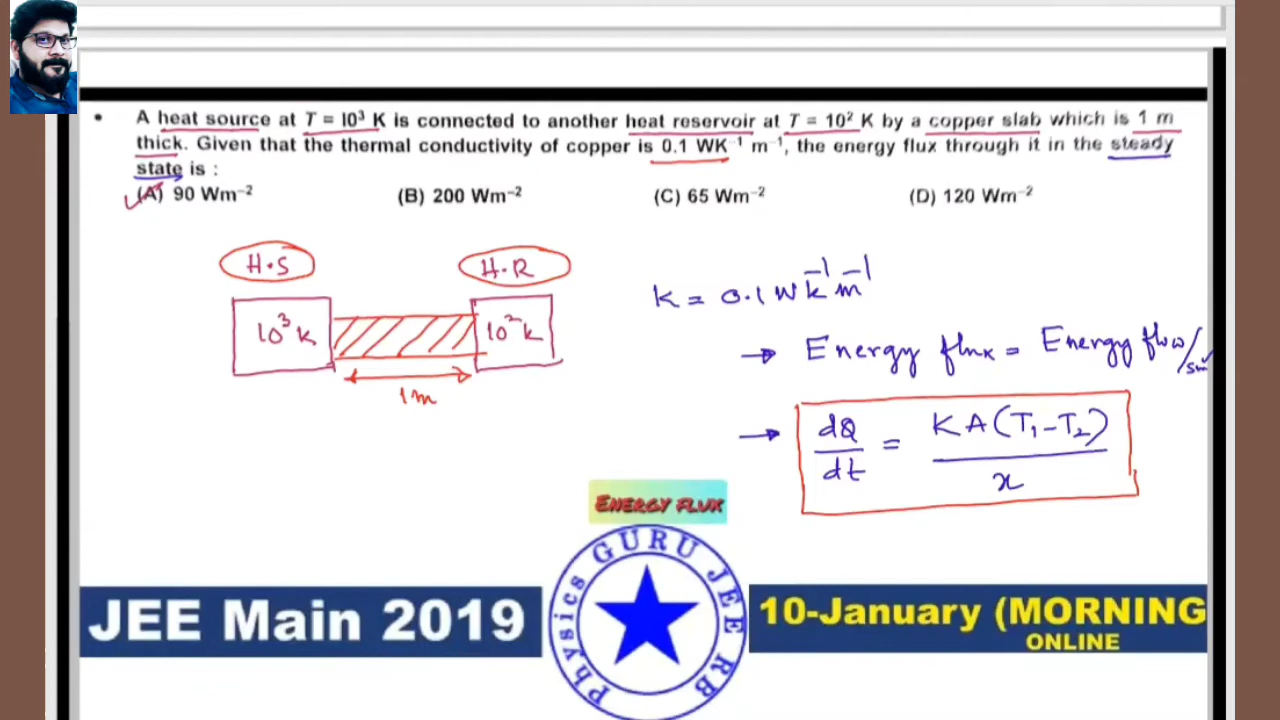 • A heat source at T = 10³ K is connected to another heat reservoir at T = 10² K by a copper slab which is 1 m
thick. Given that the thermal conductivity of copper is 0.1 WK⁻¹ m⁻¹, the energy flux through it in the steady
state is :
(A) 90 Wm⁻² (B) 200 Wm⁻² (C) 65 Wm⁻² (D) 120 Wm⁻²
H.S H.R
10³ K 10² K
1m
K = 0.1 W K⁻¹ m⁻¹
→ Energy flux = Energy flow/
→ dQ/dt = KA(T₁-T₂)/x
ENERGY FLUX
Physics GURU JEE RB
JEE Main 2019
10-January (MORNING
ONLINE